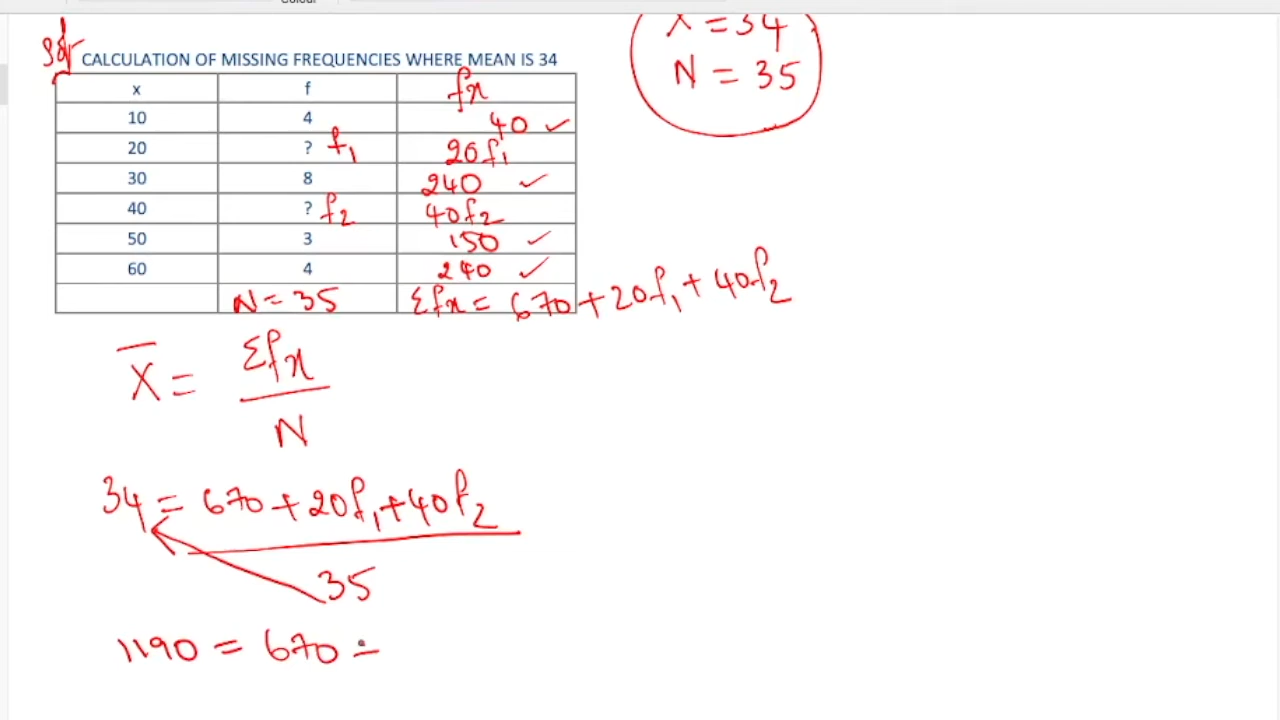 Colour
X = 34
N = 35
CALCULATION OF MISSING FREQUENCIES WHERE MEAN IS 34
x f fx
10 4 40 ✓
20 ? f₁ 20f₁
30 8 240 ✓
40 ? f₂ 40f₂
50 3 150 ✓
60 4 240 ✓
N = 35 Σfx = 670 + 20f₁ + 40f₂
X̄ = Σfx / N
34 = 670 + 20f₁ + 40f₂
35
1190 = 670 =